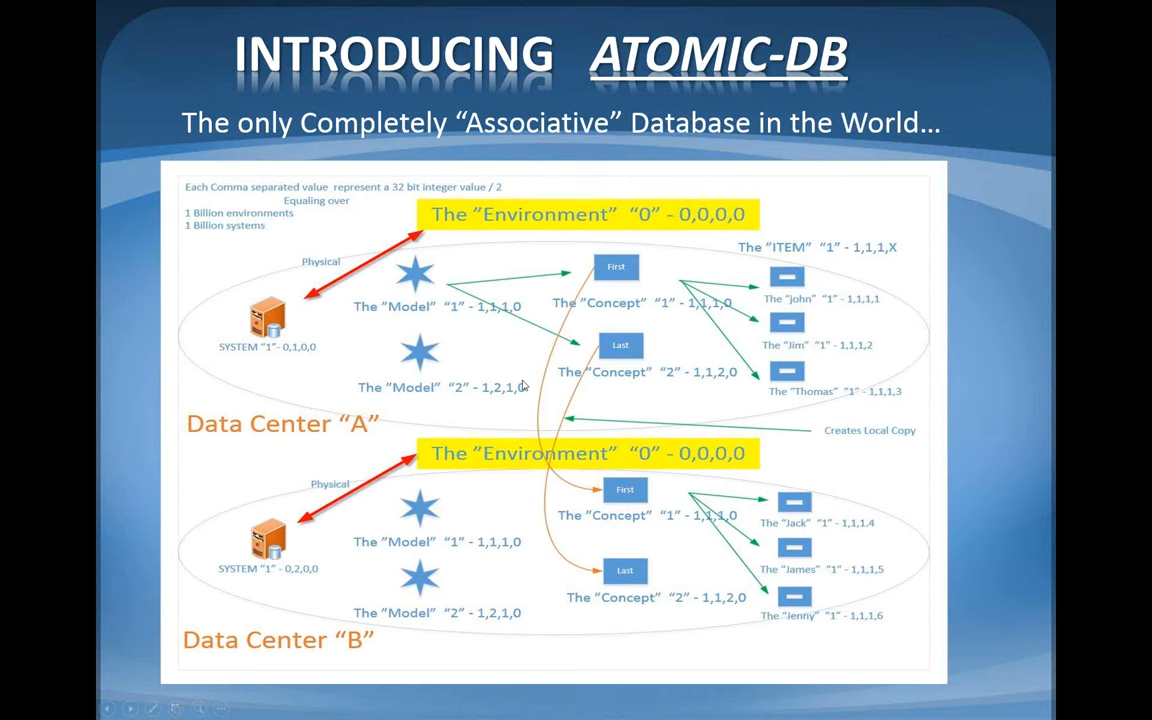 INTRODUCING ATOMIC-DB
The only Completely “Associative” Database in the World…
Each Comma separated value represent a 32 bit integer value / 2
Equaling over
1 Billion environments
1 Billion systems
The ”Environment” “0” - 0,0,0,0
The ”ITEM” “1” - 1,1,1,X
Physical
First
The ”Model” “1” - 1,1,1,0
The ”Concept” “1” - 1,1,1,0
The “john” “1” - 1,1,1,1
SYSTEM “1”- 0,1,0,0
Last
The “Jim” “1” - 1,1,1,2
The ”Model” “2” - 1,2,1,0
The ”Concept” “2” - 1,1,2,0
The “Thomas” “1” - 1,1,1,3
Data Center “A”
Creates Local Copy
The ”Environment” “0” - 0,0,0,0
Physical
First
The ”Concept” “1” - 1,1,1,0
The “Jack” “1” - 1,1,1.4
The ”Model” “1” - 1,1,1,0
SYSTEM “1” - 0,2,0,0
Last
The “James” “1” - 1,1,1,5
The ”Model” “2” - 1,2,1,0
The ”Concept” “2” - 1,1,2,0
The “Jenny” “1” - 1,1,1,6
Data Center “B”